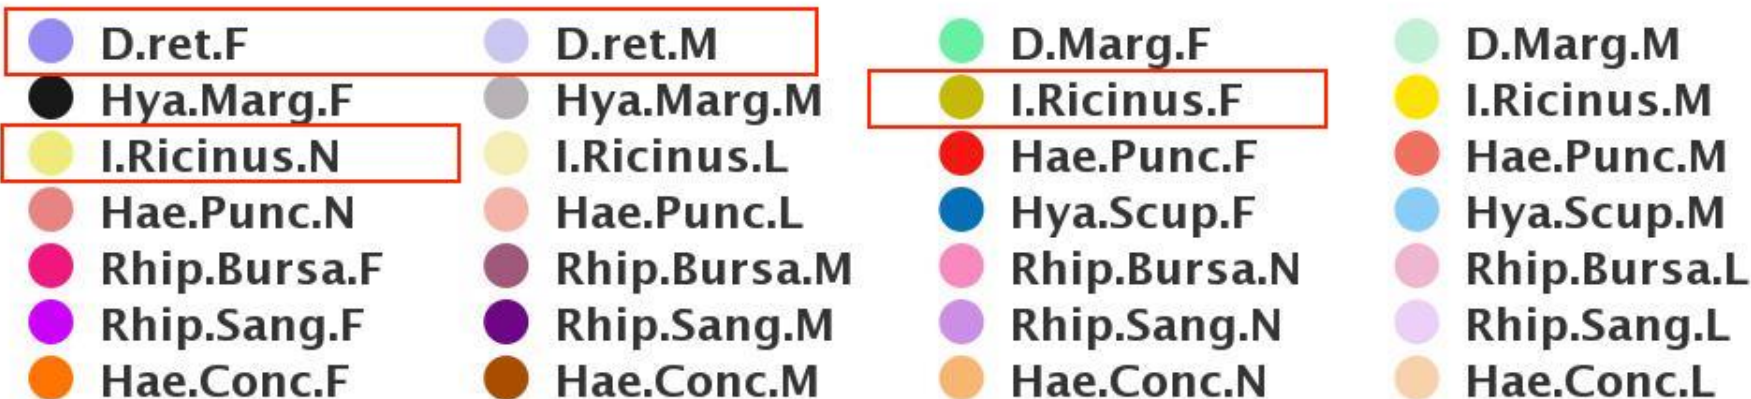 D.ret.F D.ret.M D.Marg.F D.Marg.M
Hya.Marg.F Hya.Marg.M I.Ricinus.F I.Ricinus.M
I.Ricinus.N I.Ricinus.L Hae.Punc.F Hae.Punc.M
Hae.Punc.N Hae.Punc.L Hya.Scup.F Hya.Scup.M
Rhip.Bursa.F Rhip.Bursa.M Rhip.Bursa.N Rhip.Bursa.L
Rhip.Sang.F Rhip.Sang.M Rhip.Sang.N Rhip.Sang.L
Hae.Conc.F Hae.Conc.M Hae.Conc.N Hae.Conc.L